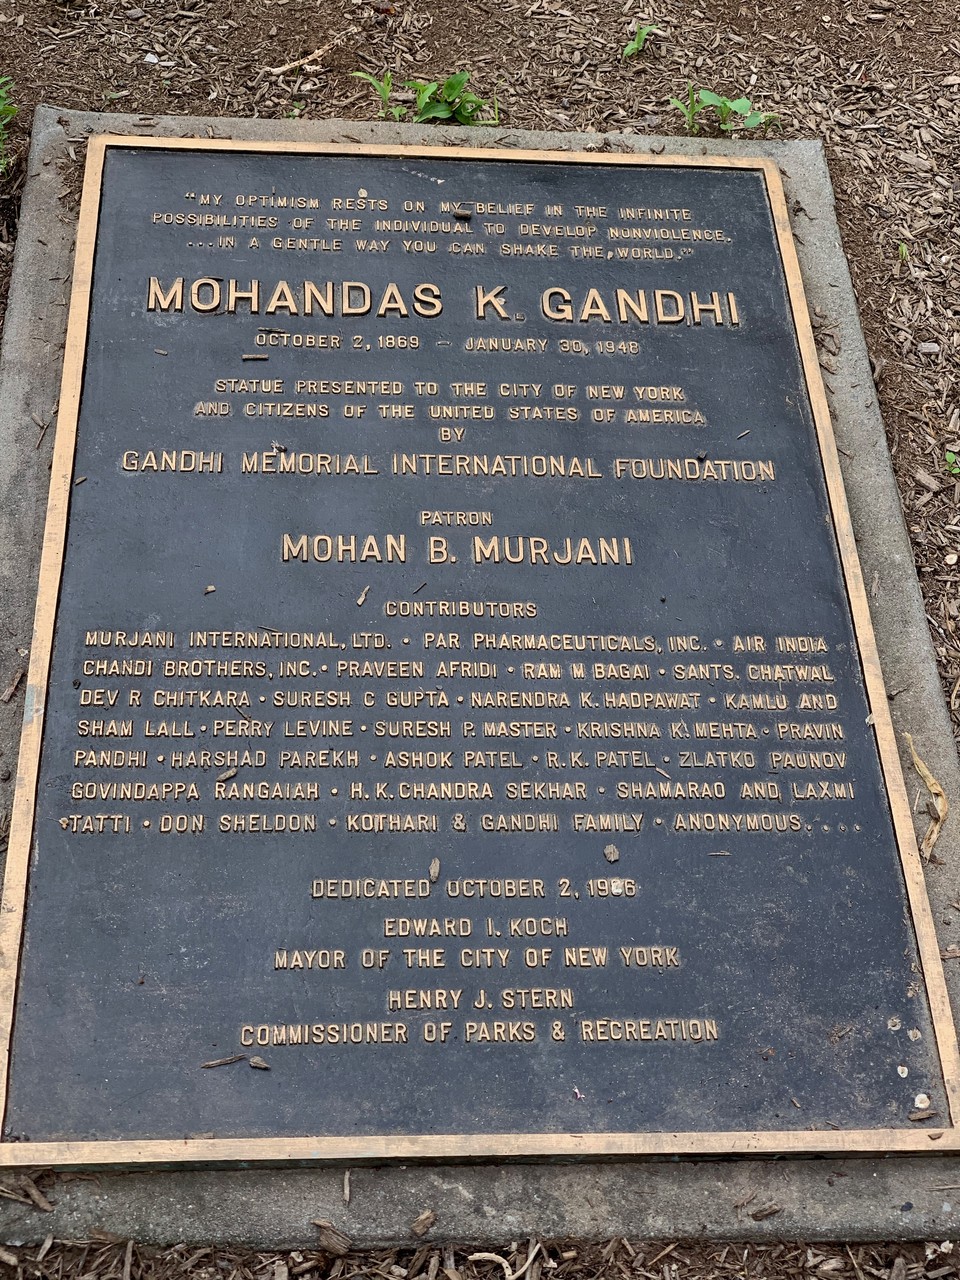 "MY OPTIMISM RESTS ON MY BELIEF IN THE INFINITE
POSSIBILITIES OF THE INDIVIDUAL TO DEVELOP NONVIOLENCE.
...IN A GENTLE WAY YOU CAN SHAKE THE WORLD."
MOHANDAS K. GANDHI
OCTOBER 2, 1869 – JANUARY 30, 1948
STATUE PRESENTED TO THE CITY OF NEW YORK
AND CITIZENS OF THE UNITED STATES OF AMERICA
BY
GANDHI MEMORIAL INTERNATIONAL FOUNDATION
PATRON
MOHAN B. MURJANI
CONTRIBUTORS
MURJANI INTERNATIONAL, LTD. • PAR PHARMACEUTICALS, INC. • AIR INDIA
CHANDI BROTHERS, INC. • PRAVEEN AFRIDI • RAM M BAGAI • SANT S. CHATWAL
DEV R CHITKARA • SURESH C GUPTA • NARENDRA K. HADPAWAT • KAMLU AND
SHAM LALL • PERRY LEVINE • SURESH P. MASTER • KRISHNA K. MEHTA • PRAVIN
PANDHI • HARSHAD PAREKH • ASHOK PATEL • R. K. PATEL • ZLATKO PAUNOV
GOVINDAPPA RANGAIAH • H. K. CHANDRA SEKHAR • SHAMARAO AND LAXMI
TATTI • DON SHELDON • KOTHARI & GANDHI FAMILY • ANONYMOUS....
DEDICATED OCTOBER 2, 1986
EDWARD I. KOCH
MAYOR OF THE CITY OF NEW YORK
HENRY J. STERN
COMMISSIONER OF PARKS & RECREATION